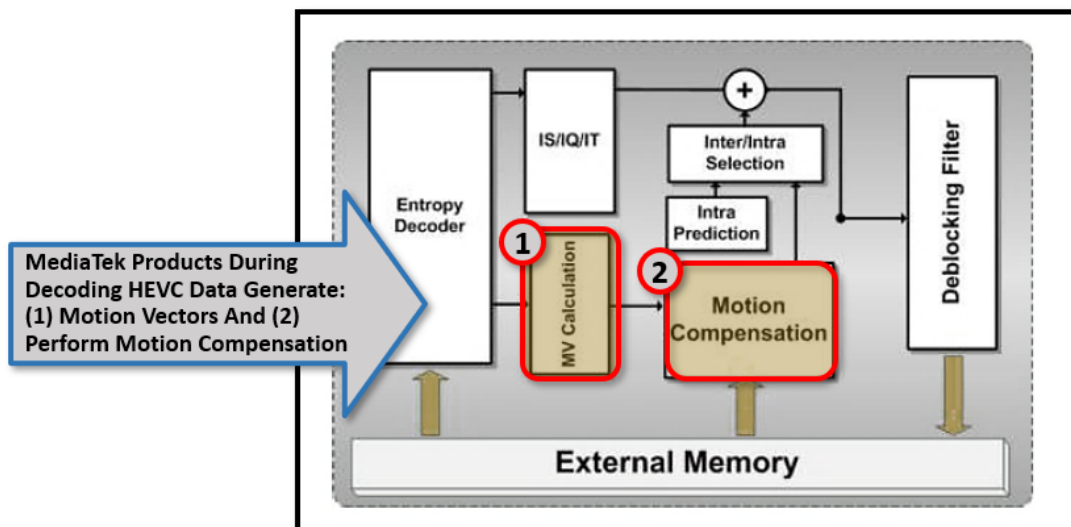 MediaTek Products During
Decoding HEVC Data Generate:
(1) Motion Vectors And (2)
Perform Motion Compensation
Entropy
Decoder
IS/IQ/IT
+
Inter/Intra
Selection
Intra
Prediction
1
MV Calculation
2
Motion
Compensation
Deblocking Filter
External Memory